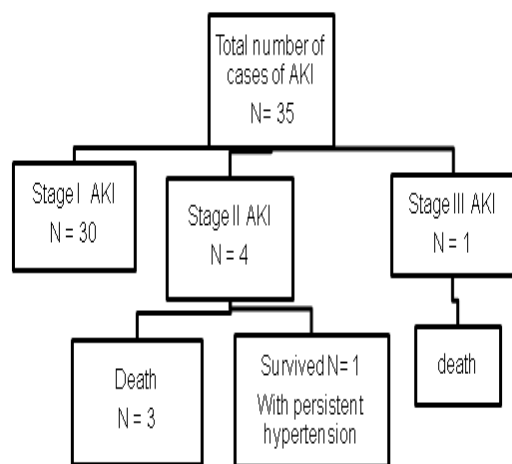 Total number of
cases of AKI
N= 35
Stage I AKI
N = 30
Stage II AKI
N = 4
Stage III AKI
N = 1
Death
N = 3
Survived N= 1
With persistent
hypertension
death